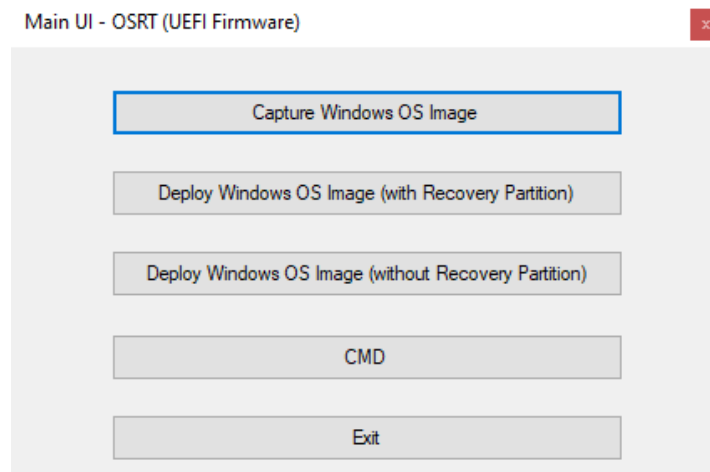 Main UI - OSRT (UEFI Firmware)
x
Capture Windows OS Image
Deploy Windows OS Image (with Recovery Partition)
Deploy Windows OS Image (without Recovery Partition)
CMD
Exit